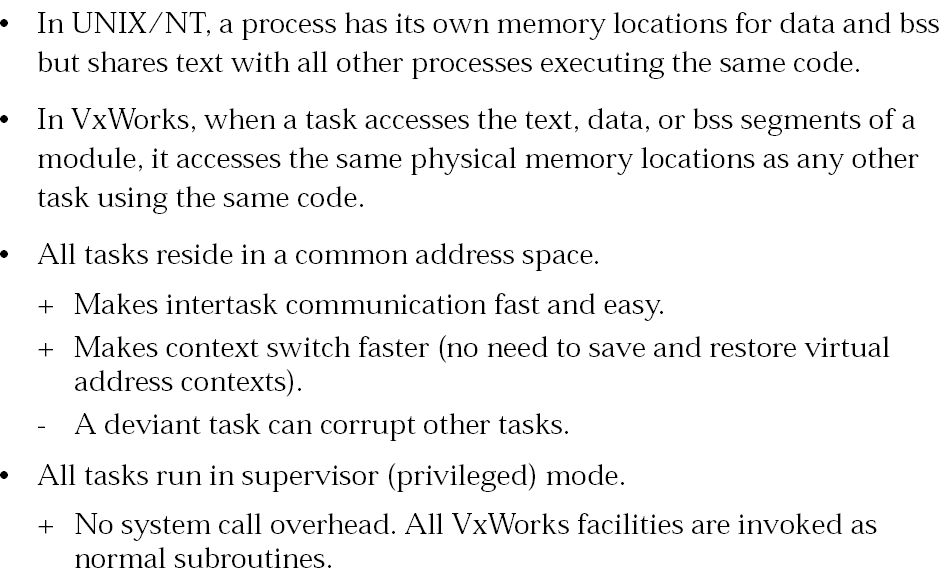 • In UNIX/NT, a process has its own memory locations for data and bss
but shares text with all other processes executing the same code.
• In VxWorks, when a task accesses the text, data, or bss segments of a
module, it accesses the same physical memory locations as any other
task using the same code.
• All tasks reside in a common address space.
+ Makes intertask communication fast and easy.
+ Makes context switch faster (no need to save and restore virtual
address contexts).
- A deviant task can corrupt other tasks.
• All tasks run in supervisor (privileged) mode.
+ No system call overhead. All VxWorks facilities are invoked as
normal subroutines.